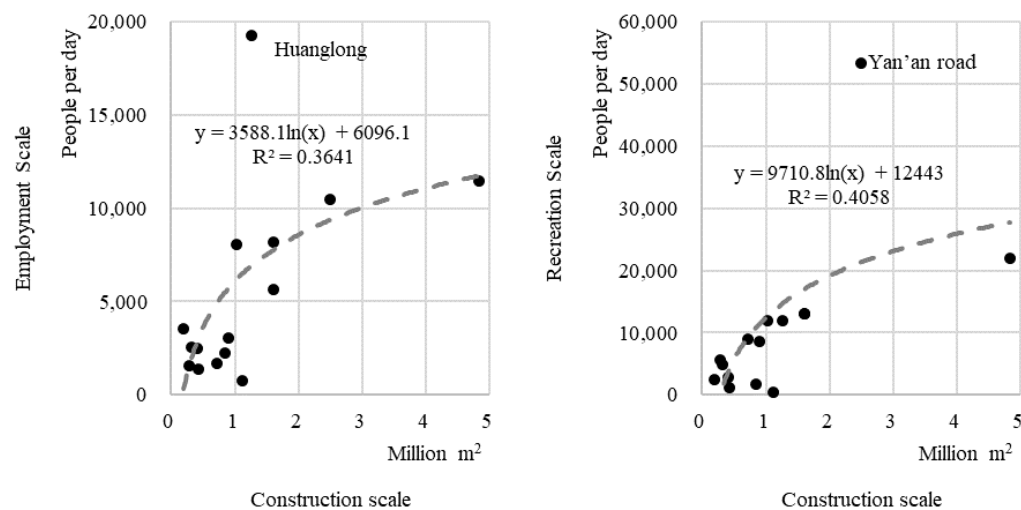 Employment Scale
People per day
20,000
15,000
10,000
5,000
0
Huanglong
y = 3588.1ln(x) + 6096.1
R² = 0.3641
0 1 2 3 4 5
Million m²
Construction scale
Recreation Scale
People per day
60,000
50,000
40,000
30,000
20,000
10,000
0
Yan’an road
y = 9710.8ln(x) + 12443
R² = 0.4058
0 1 2 3 4 5
Million m²
Construction scale